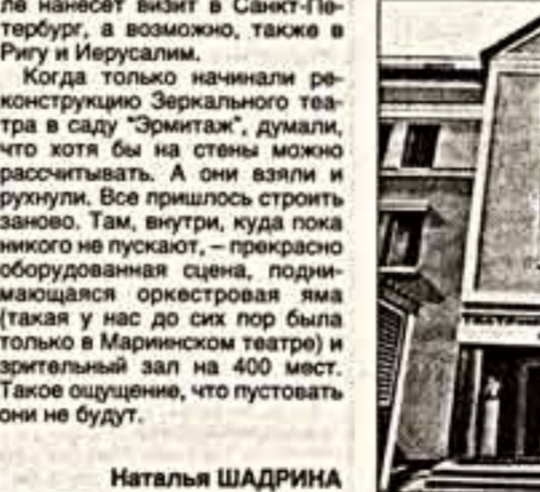 ле нанесет визит в Санкт-Пе-
тербург, а возможно, также в
Ригу и Иерусалим.
Когда только начинали ре-
конструкцию Зеркального теа-
тра в саду "Эрмитаж", думали,
что хотя бы на стены можно
рассчитывать. А они взяли и
рухнули. Все пришлось строить
заново. Там, внутри, куда пока
никого не пускают, – прекрасно
оборудованная сцена, подни-
мающаяся оркестровая яма
(такая у нас до сих пор была
только в Мариинском театре) и
зрительный зал на 400 мест.
Такое ощущение, что пустовать
они не будут.
Наталья ШАДРИНА